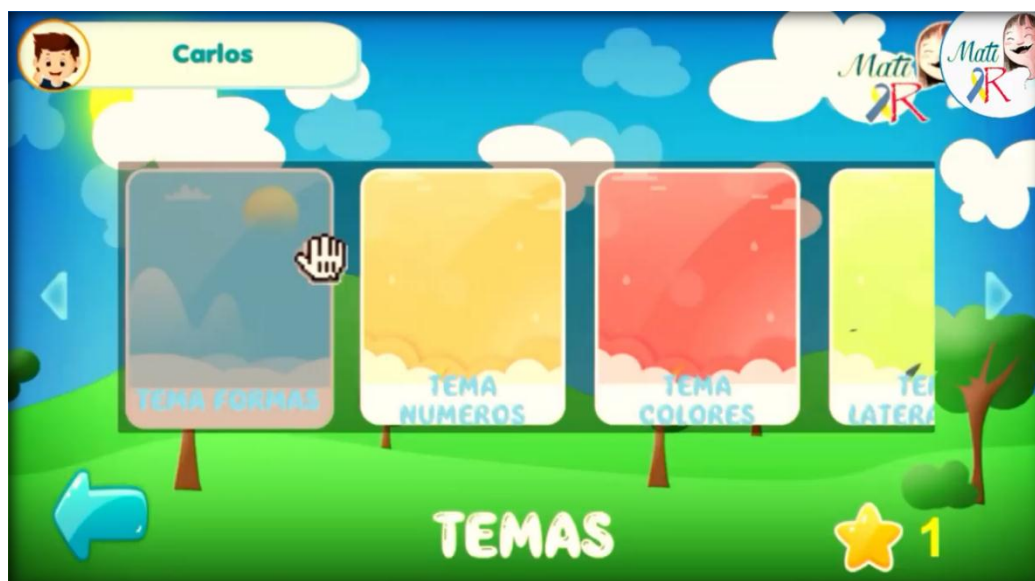 Carlos
Mati
R
Mati
R
TEMA FORMAS
TEMA
NUMEROS
TEMA
COLORES
TEMAS
1